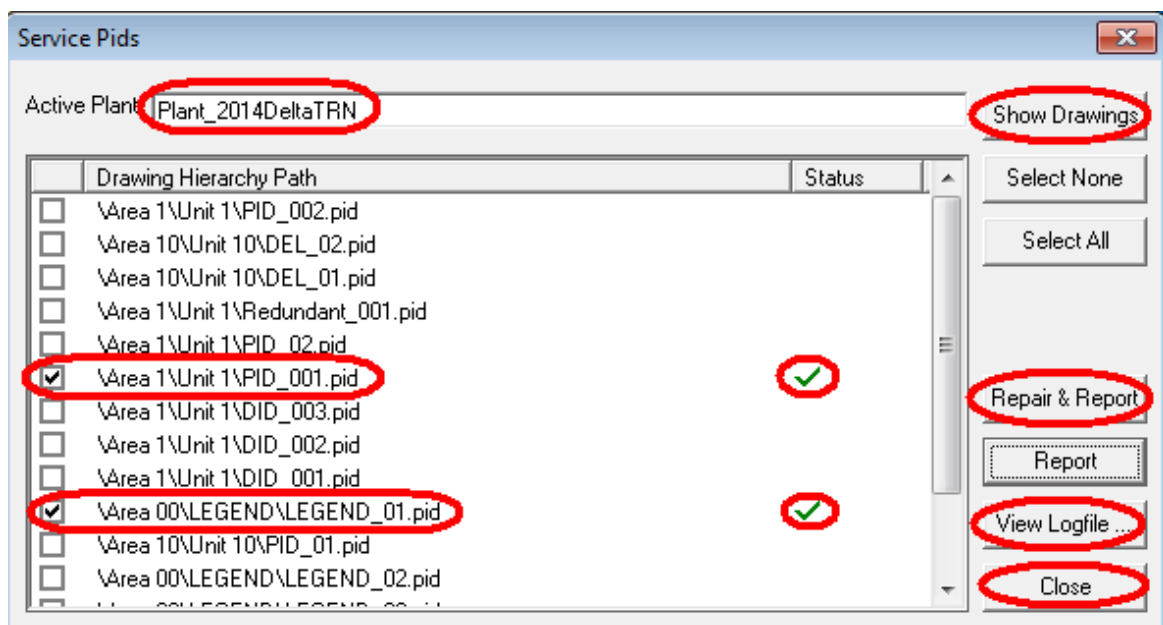 Service Pids
Active Plant: Plant_2014DeltaTRN
Show Drawings
Drawing Hierarchy Path Status
Select None
\Area 1\Unit 1\PID_002.pid
\Area 10\Unit 10\DEL_02.pid
Select All
\Area 10\Unit 10\DEL_01.pid
\Area 1\Unit 1\Redundant_001.pid
\Area 1\Unit 1\PID_02.pid
\Area 1\Unit 1\PID_001.pid
Repair & Report
\Area 1\Unit 1\DID_003.pid
\Area 1\Unit 1\DID_002.pid
Report
\Area 1\Unit 1\DID_001.pid
\Area 00\LEGEND\LEGEND_01.pid
View Logfile ...
\Area 10\Unit 10\PID_01.pid
\Area 00\LEGEND\LEGEND_02.pid
Close